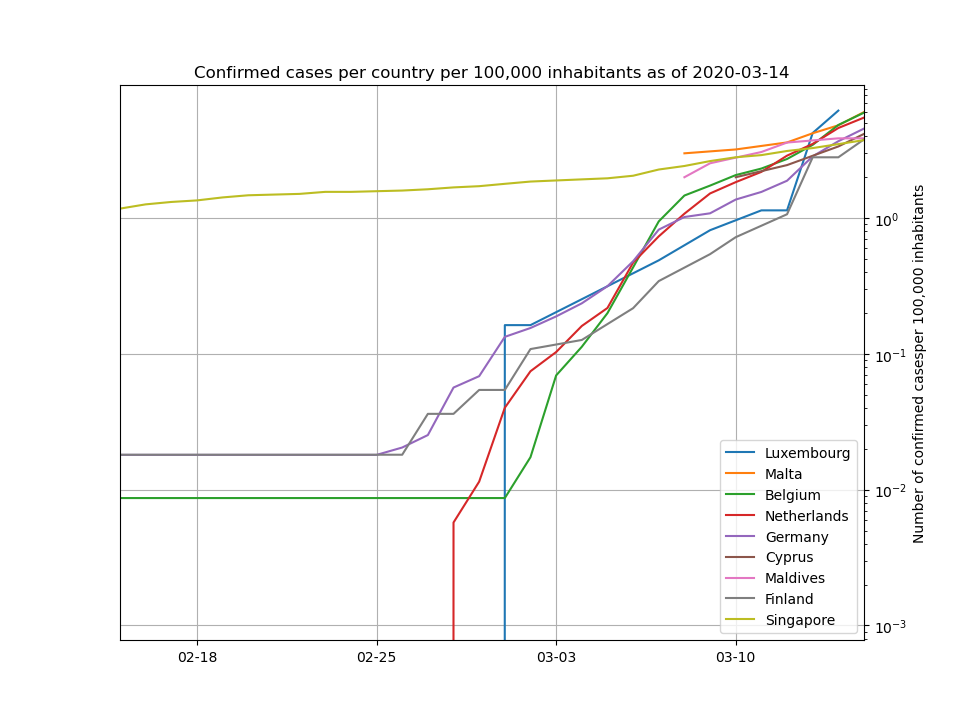 Confirmed cases per country per 100,000 inhabitants as of 2020-03-14
10⁰
10⁻¹
10⁻²
10⁻³
Number of confirmed casesper 100,000 inhabitants
Luxembourg
Malta
Belgium
Netherlands
Germany
Cyprus
Maldives
Finland
Singapore
02-18 02-25 03-03 03-10